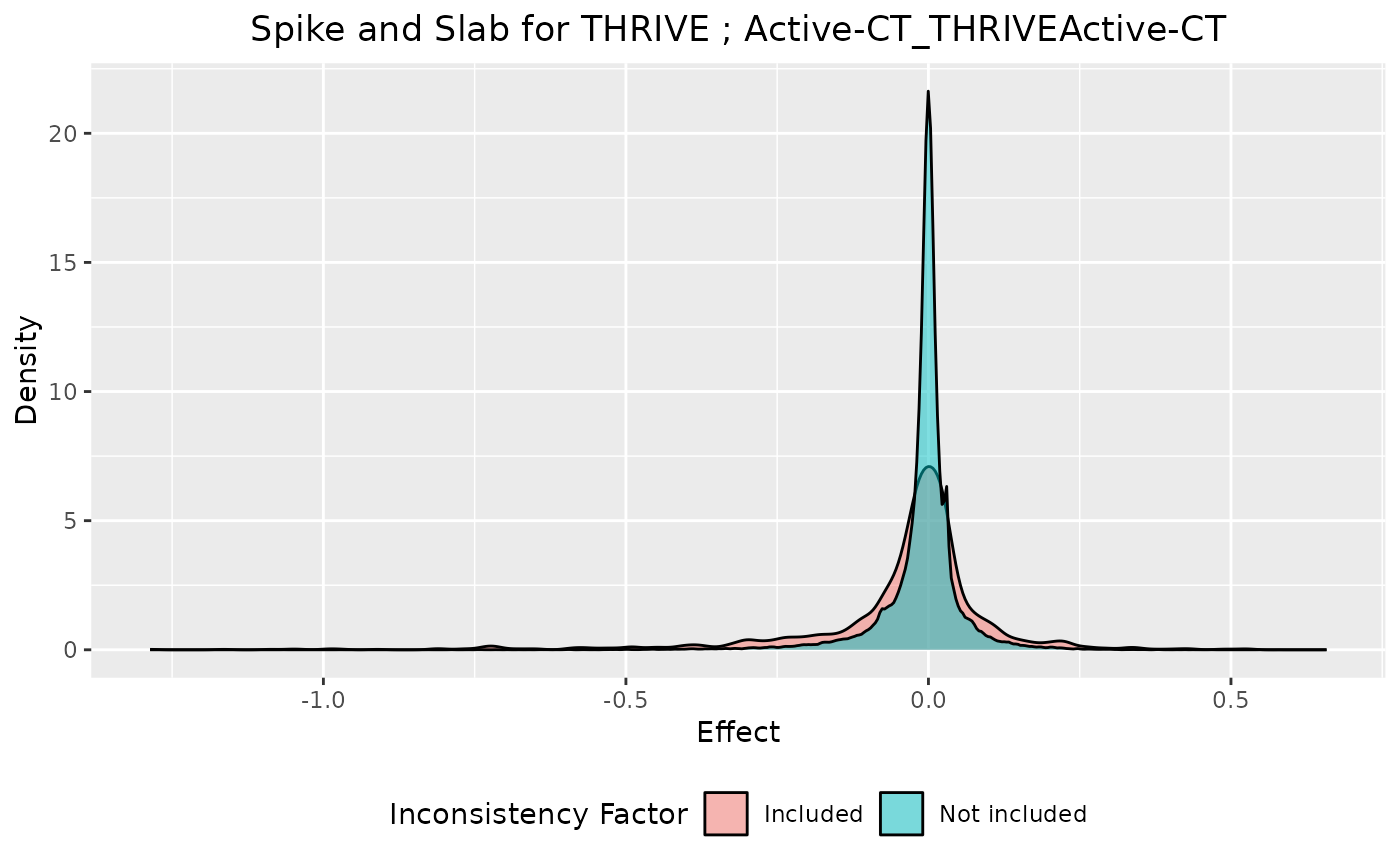 Spike and Slab for THRIVE ; Active-CT_THRIVEActive-CT
20
15
10
5
0
Density
-1.0 -0.5 0.0 0.5
Effect
Inconsistency Factor Included Not included